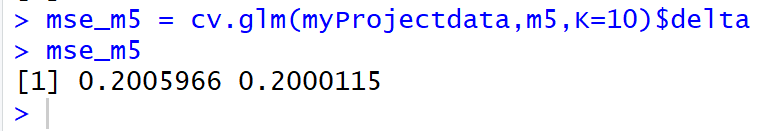 > mse_m5 = cv.glm(myProjectdata,m5,K=10)$delta
> mse_m5
[1] 0.2005966 0.2000115
>